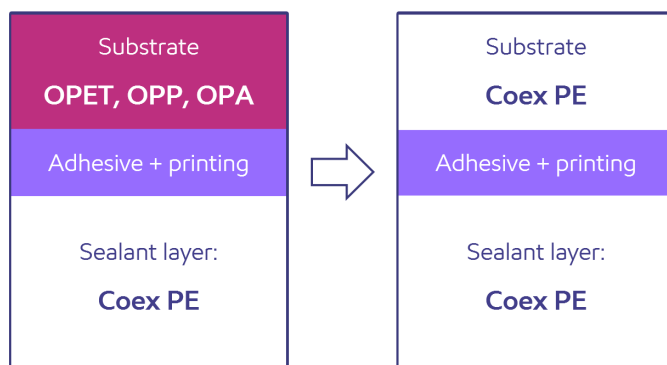 Substrate
OPET, OPP, OPA
Adhesive + printing
Sealant layer:
Coex PE
Substrate
Coex PE
Adhesive + printing
Sealant layer:
Coex PE